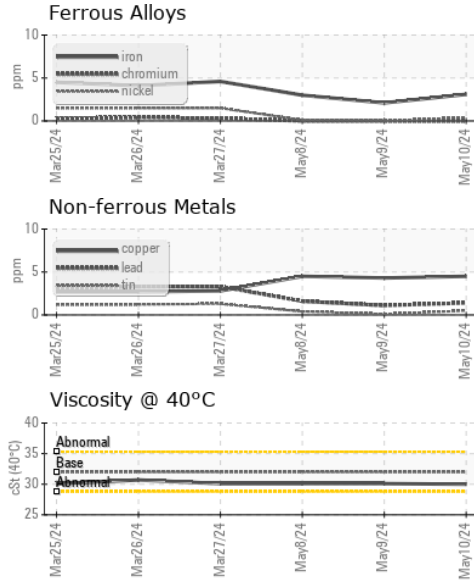 Ferrous Alloys
10
5
0
ppm
iron
chromium
nickel
Mar25/24
Mar26/24
Mar27/24
May8/24
May9/24
May10/24
Non-ferrous Metals
10
5
0
ppm
copper
lead
tin
Mar25/24
Mar26/24
Mar27/24
May8/24
May9/24
May10/24
Viscosity @ 40°C
40
35
30
25
cSt (40°C)
Abnormal
Base
Abnormal
Mar25/24
Mar26/24
Mar27/24
May8/24
May9/24
May10/24